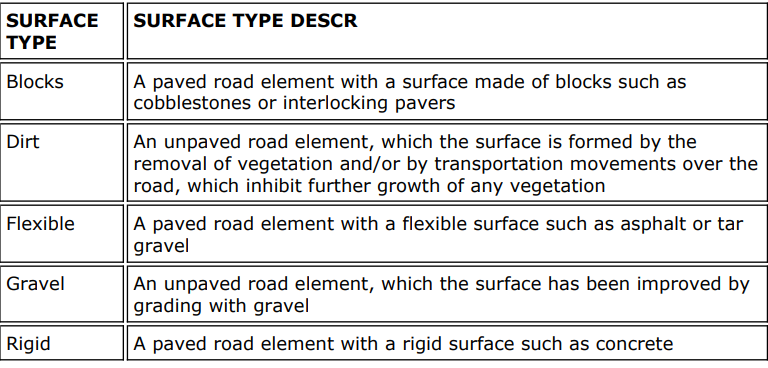 SURFACE TYPE DESCR
SURFACE
TYPE
Blocks
A paved road element with a surface made of blocks such as
cobblestones or interlocking pavers
Dirt
An unpaved road element, which the surface is formed by the
removal of vegetation and/or by transportation movements over the
road, which inhibit further growth of any vegetation
Flexible
A paved road element with a flexible surface such as asphalt or tar
gravel
Gravel
An unpaved road element, which the surface has been improved by
grading with gravel
Rigid
A paved road element with a rigid surface such as concrete